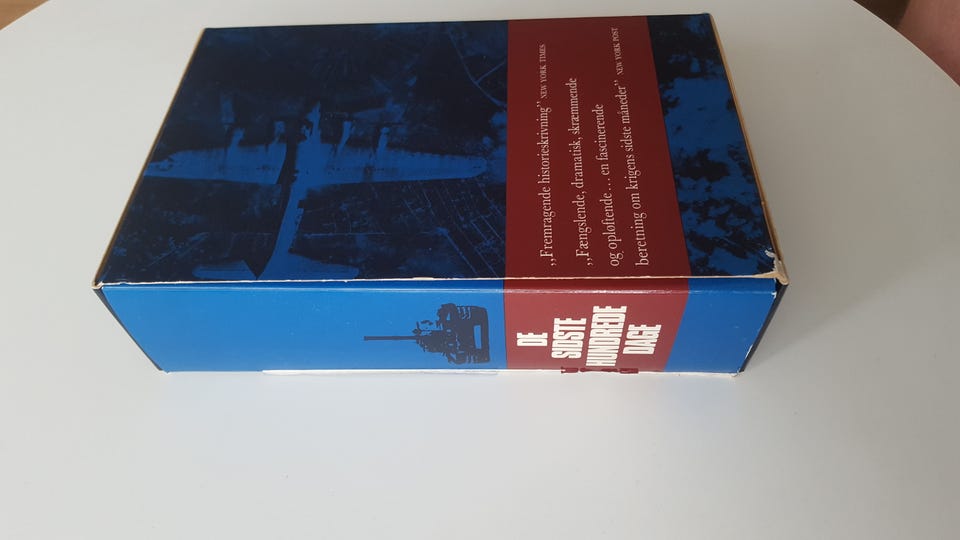 „Fremragende historieskrivning” NEW YORK TIMES
„Fængslende, dramatisk, skræmmende
og opløftende... en fascinerende
beretning om krigens sidste måneder” NEW YORK POST
DE
SIDSTE
HUNDREDE
DAGE